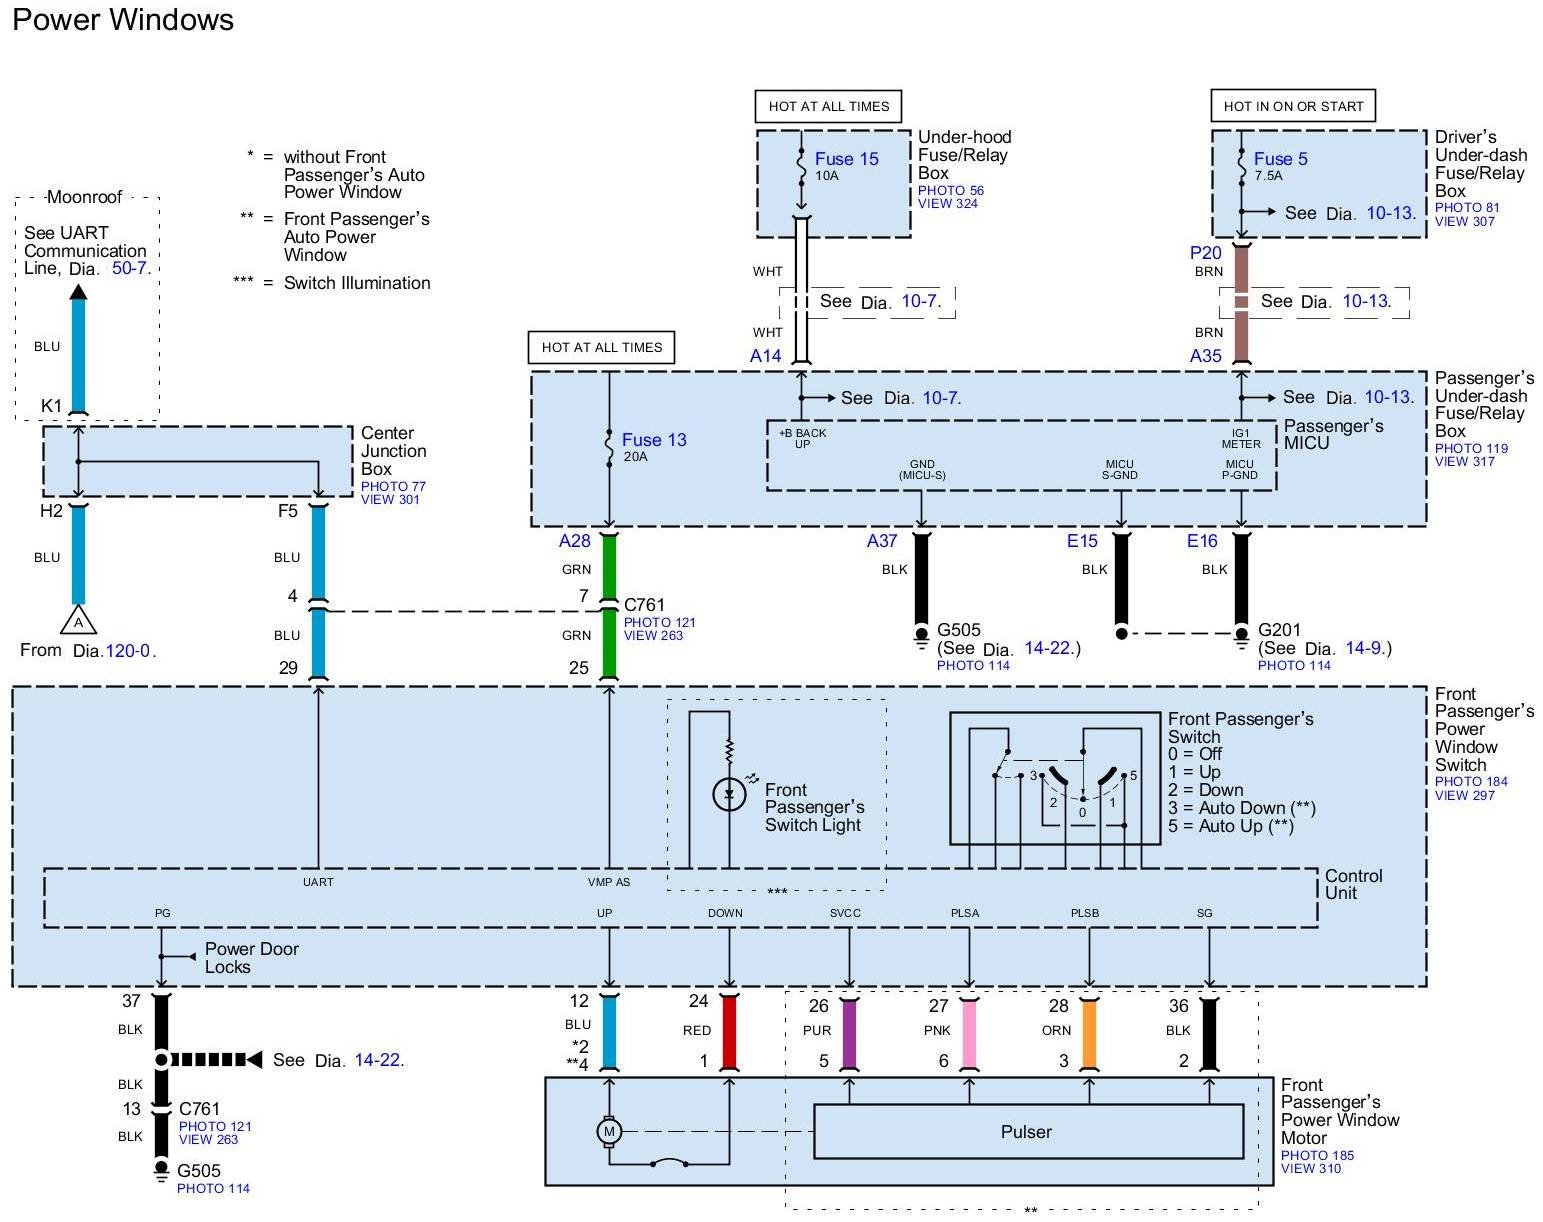 Power Windows
* = without Front
Passenger's Auto
Power Window
** = Front Passenger's
Auto Power
Window
*** = Switch Illumination
Moonroof
See UART
Communication
Line, Dia. 50-7.
BLU
K1
Center
Junction
Box
PHOTO 77
VIEW 301
H2
F5
BLU
BLU
4
A
From Dia.120-0.
BLU
29
HOT AT ALL TIMES
Under-hood
Fuse/Relay
Box
PHOTO 56
VIEW 324
Fuse 15
10A
WHT
See Dia. 10-7.
WHT
A14
HOT IN ON OR START
Driver's
Under-dash
Fuse/Relay
Box
PHOTO 81
VIEW 307
Fuse 5
7.5A
See Dia. 10-13.
P20
BRN
See Dia. 10-13.
BRN
A35
HOT AT ALL TIMES
Fuse 13
20A
See Dia. 10-7.
See Dia. 10-13.
Passenger's
Under-dash
Fuse/Relay
Box
PHOTO 119
VIEW 317
+B BACK
UP
IG1
METER
Passenger's
MICU
GND
(MICU-S)
MICU
S-GND
MICU
P-GND
A28
GRN
7
C761
PHOTO 121
VIEW 263
GRN
25
A37
BLK
G505
(See Dia. 14-22.)
PHOTO 114
E15
BLK
E16
BLK
G201
(See Dia. 14-9.)
PHOTO 114
Front
Passenger's
Power
Window
Switch
PHOTO 184
VIEW 297
Front
Passenger's
Switch Light
***
Front Passenger's
Switch
0 = Off
1 = Up
2 = Down
3 = Auto Down (**)
5 = Auto Up (**)
3
2
0
1
5
Control
Unit
UART
VMP AS
PG
UP
DOWN
SVCC
PLSA
PLSB
SG
Power Door
Locks
37
BLK
See Dia. 14-22.
BLK
13
C761
PHOTO 121
VIEW 263
BLK
G505
PHOTO 114
12
BLU
*2
**4
24
RED
1
26
PUR
5
27
PNK
6
28
ORN
3
36
BLK
2
M
Pulser
Front
Passenger's
Power Window
Motor
PHOTO 185
VIEW 310
**